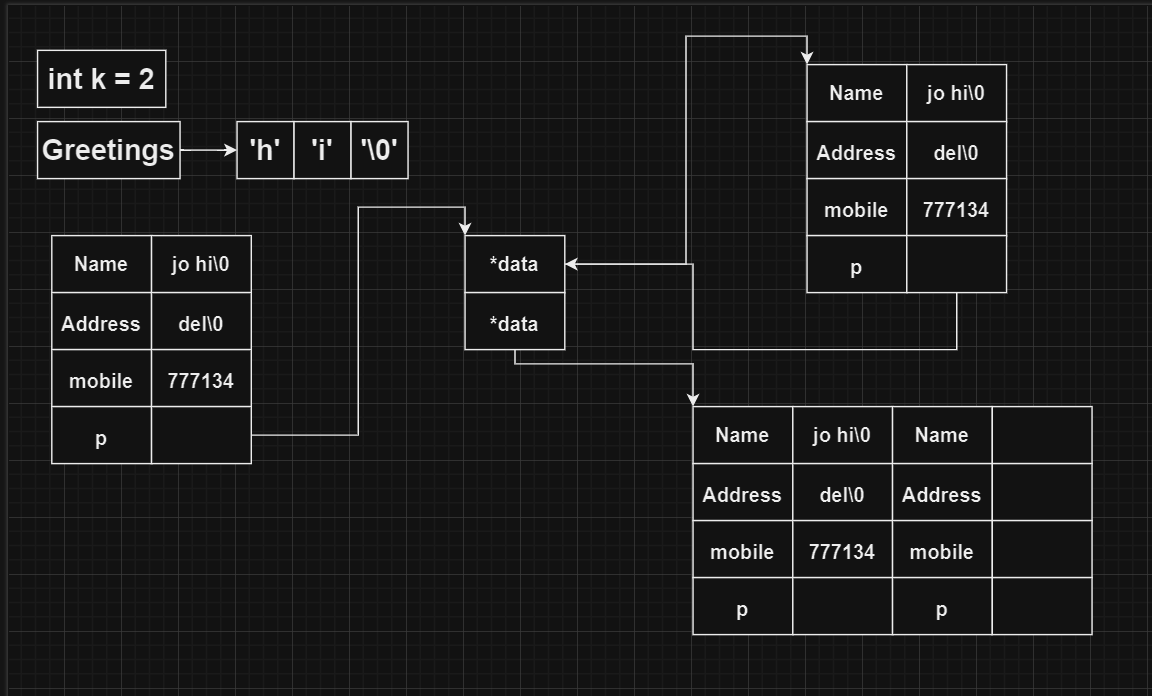 int k = 2
Greetings 'h' 'i' '\0'
Name jo hi\0
Address del\0
mobile 777134
p
*data
*data
Name jo hi\0
Address del\0
mobile 777134
p
Name jo hi\0 Name
Address del\0 Address
mobile 777134 mobile
p p